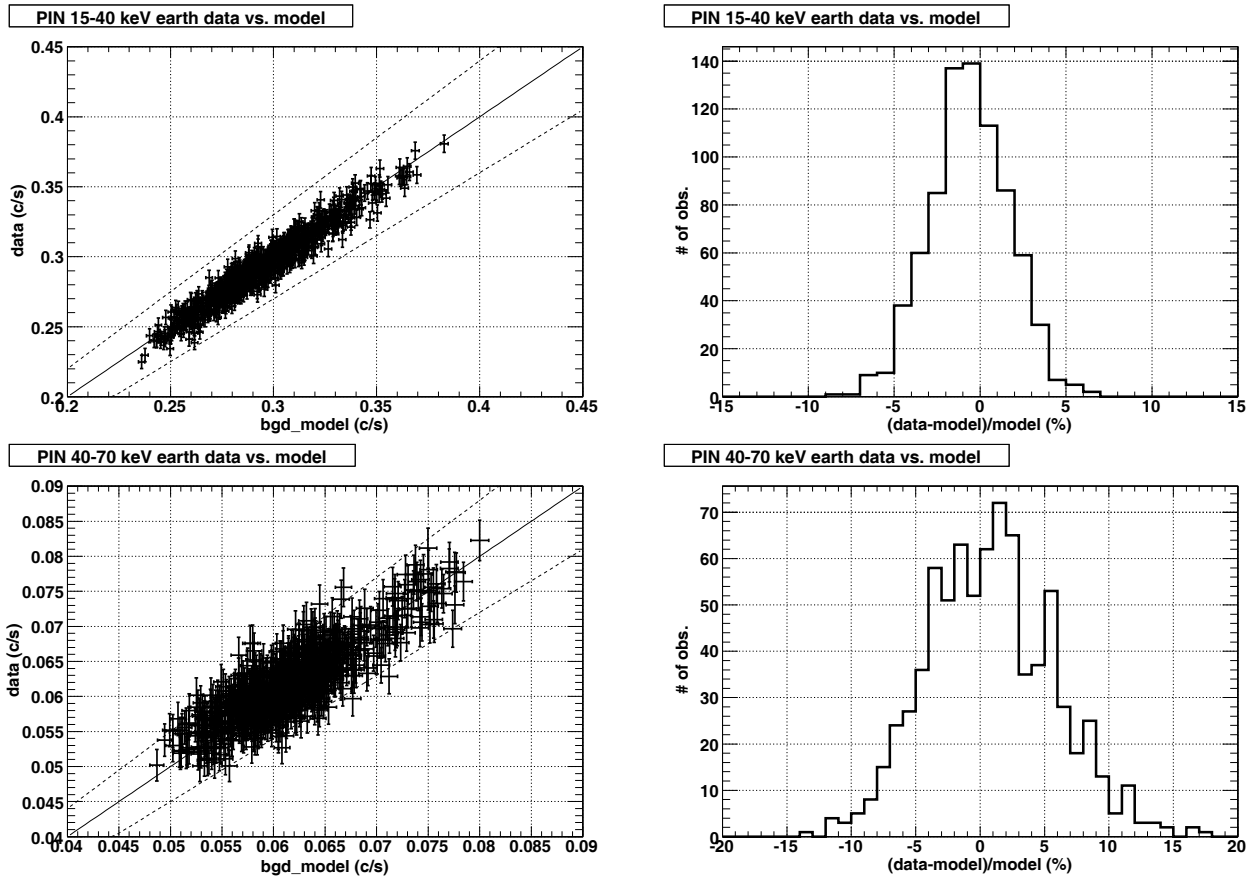 PIN 15-40 keV earth data vs. model
data (c/s)
0.45
0.4
0.35
0.3
0.25
0.2
0.2 0.25 0.3 0.35 0.4 0.45
bgd_model (c/s)
PIN 15-40 keV earth data vs. model
# of obs.
140
120
100
80
60
40
20
0
-15 -10 -5 0 5 10 15
(data-model)/model (%)
PIN 40-70 keV earth data vs. model
data (c/s)
0.09
0.085
0.08
0.075
0.07
0.065
0.06
0.055
0.05
0.045
0.04
0.04 0.045 0.05 0.055 0.06 0.065 0.07 0.075 0.08 0.085 0.09
bgd_model (c/s)
PIN 40-70 keV earth data vs. model
# of obs.
70
60
50
40
30
20
10
0
-20 -15 -10 -5 0 5 10 15 20
(data-model)/model (%)